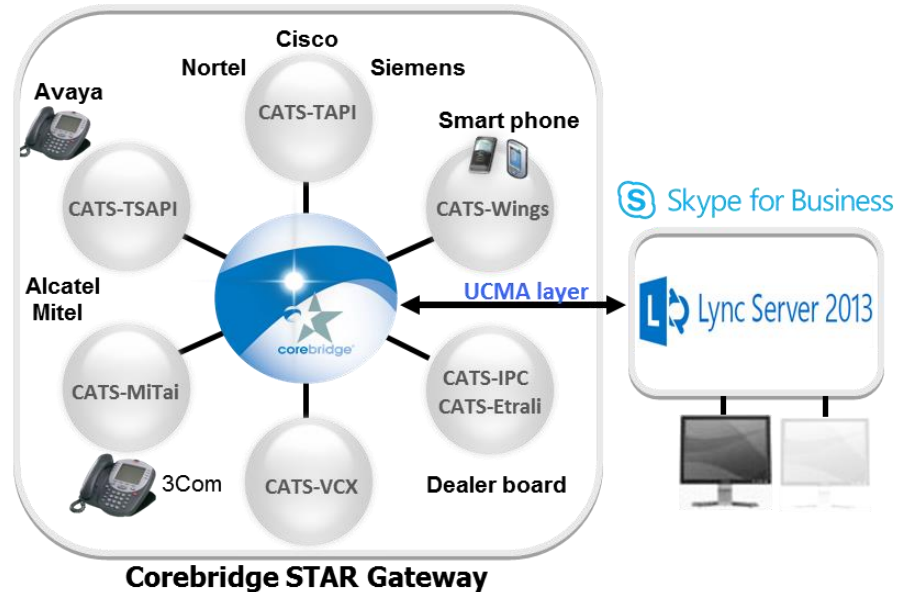 Cisco
Nortel
Siemens
CATS-TAPI
Avaya
Smart phone
CATS-TSAPI
CATS-Wings
S Skype for Business
Alcatel
Mitel
UCMA layer
L Lync Server 2013
corebridge
CATS-MiTai
CATS-IPC
CATS-Etrali
3Com
CATS-VCX
Dealer board
Corebridge STAR Gateway